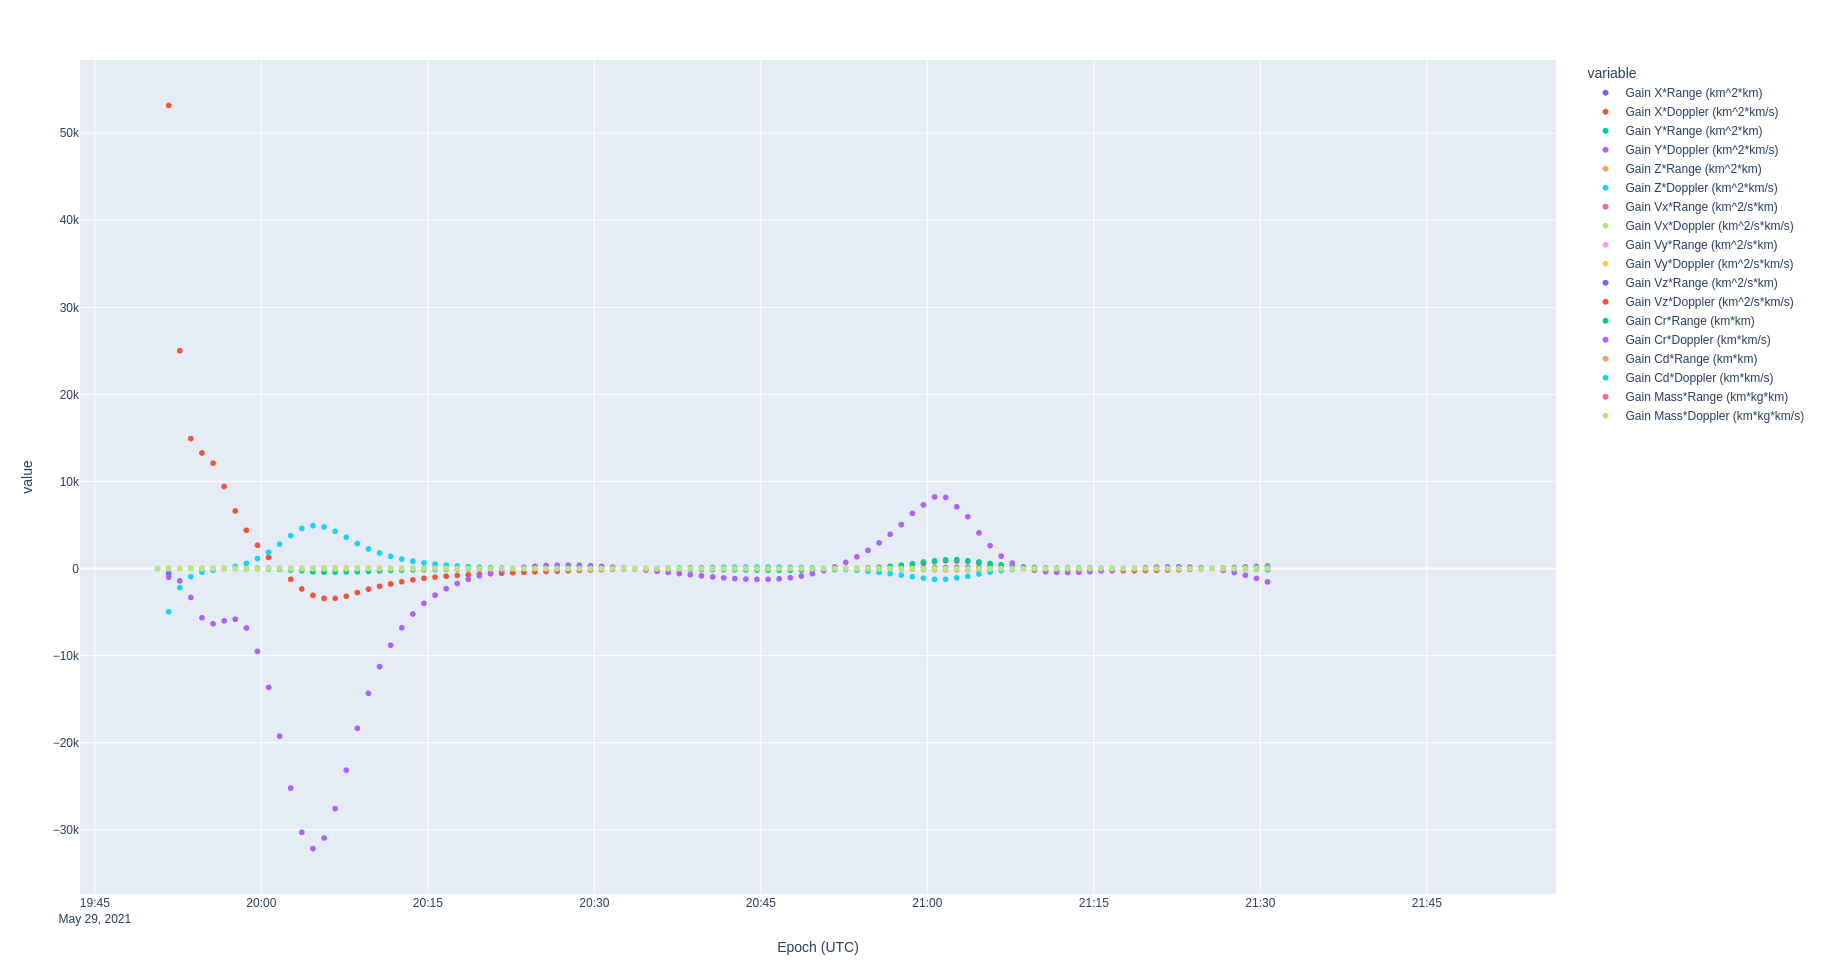 variable
Gain X*Range (km^2*km)
Gain X*Doppler (km^2*km/s)
Gain Y*Range (km^2*km)
Gain Y*Doppler (km^2*km/s)
Gain Z*Range (km^2*km)
Gain Z*Doppler (km^2*km/s)
Gain Vx*Range (km^2/s*km)
Gain Vx*Doppler (km^2/s*km/s)
Gain Vy*Range (km^2/s*km)
Gain Vy*Doppler (km^2/s*km/s)
Gain Vz*Range (km^2/s*km)
Gain Vz*Doppler (km^2/s*km/s)
Gain Cr*Range (km*km)
Gain Cr*Doppler (km*km/s)
Gain Cd*Range (km*km)
Gain Cd*Doppler (km*km/s)
Gain Mass*Range (km*kg*km)
Gain Mass*Doppler (km*kg*km/s)
50k
40k
30k
20k
10k
0
−10k
−20k
−30k
value
19:45 20:00 20:15 20:30 20:45 21:00 21:15 21:30 21:45
May 29, 2021
Epoch (UTC)